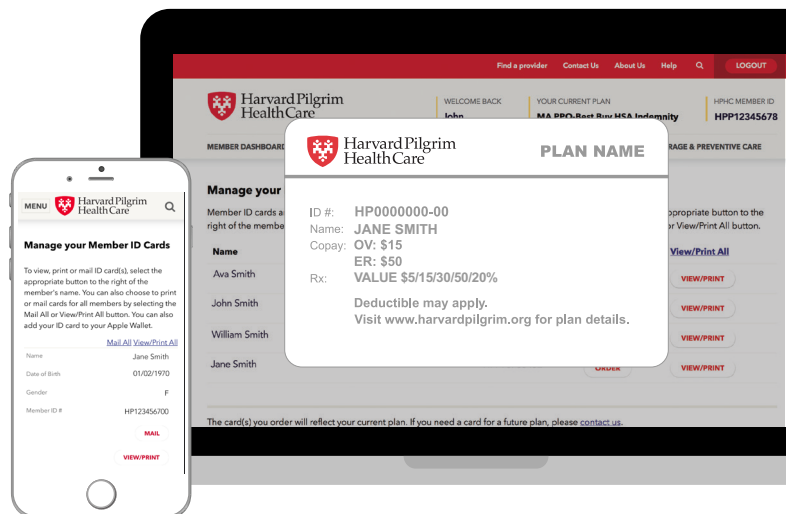 Find a provider Contact Us About Us Help LOGOUT
Harvard Pilgrim
Health Care
WELCOME BACK
John
YOUR CURRENT PLAN
MA PPO-Best Buy HSA Indemnity
HPHC MEMBER ID
HPP12345678
MEMBER DASHBOARD
RAGE & PREVENTIVE CARE
Manage your
Member ID cards a
right of the membe
ppropriate button to the
or View/Print All button.
Name
View/Print All
Ava Smith
VIEW/PRINT
John Smith
VIEW/PRINT
William Smith
VIEW/PRINT
Jane Smith
ORDER
VIEW/PRINT
The card(s) you order will reflect your current plan. If you need a card for a future plan, please contact us.
Harvard Pilgrim
Health Care
PLAN NAME
ID #: HP0000000-00
Name: JANE SMITH
Copay: OV: $15
ER: $50
Rx: VALUE $5/15/30/50/20%
Deductible may apply.
Visit www.harvardpilgrim.org for plan details.
MENU
Harvard Pilgrim
Health Care
Manage your Member ID Cards
To view, print or mail ID card(s), select the
appropriate button to the right of the
member's name. You can also choose to print
or mail cards for all members by selecting the
Mail All or View/Print All button. You can also
add your ID card to your Apple Wallet.
Mail All View/Print All
Name Jane Smith
Date of Birth 01/02/1970
Gender F
Member ID # HP123456700
MAIL
VIEW/PRINT